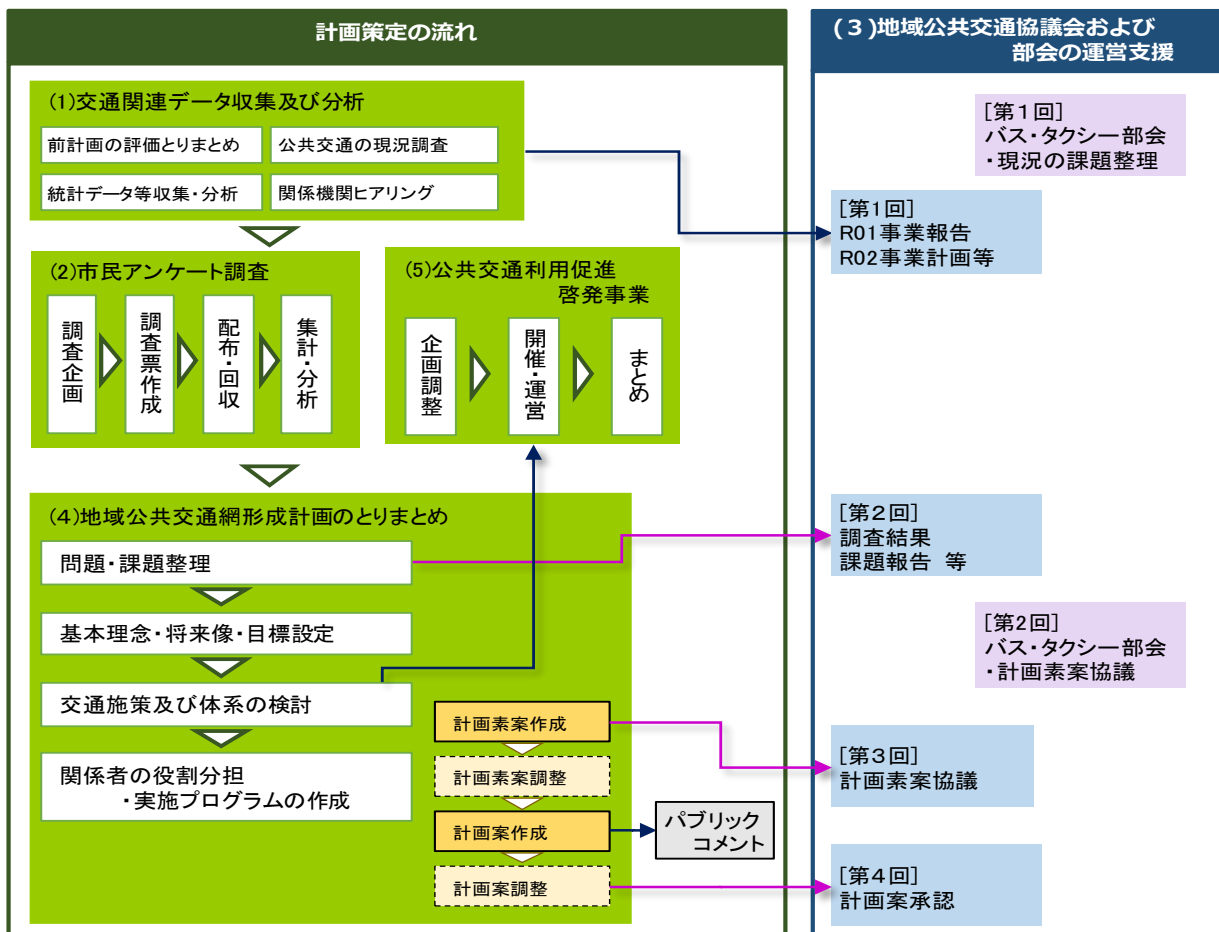 計画策定の流れ
(1)交通関連データ収集及び分析
前計画の評価とりまとめ
公共交通の現況調査
統計データ等収集・分析
関係機関ヒアリング
(2)市民アンケート調査
調査企画
調査票作成
配布・回収
集計・分析
(5)公共交通利用促進
啓発事業
企画調整
開催・運営
まとめ
(4)地域公共交通網形成計画のとりまとめ
問題・課題整理
基本理念・将来像・目標設定
交通施策及び体系の検討
関係者の役割分担
・実施プログラムの作成
計画素案作成
計画素案調整
計画案作成
計画案調整
パブリック
コメント
(3)地域公共交通協議会および
部会の運営支援
[第1回]
バス・タクシー部会
・現況の課題整理
[第1回]
R01事業報告
R02事業計画等
[第2回]
調査結果
課題報告 等
[第2回]
バス・タクシー部会
・計画素案協議
[第3回]
計画素案協議
[第4回]
計画案承認